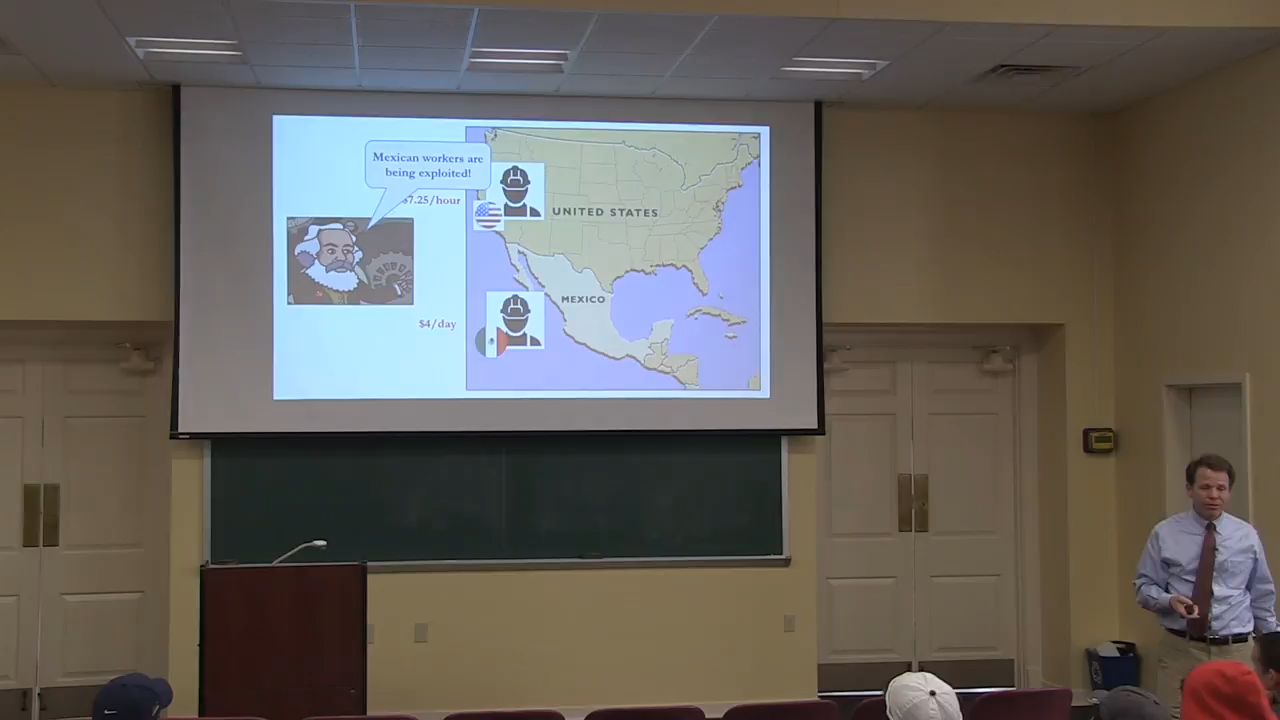 Mexican workers are
being exploited!
$7.25/hour
UNITED STATES
MEXICO
$4/day